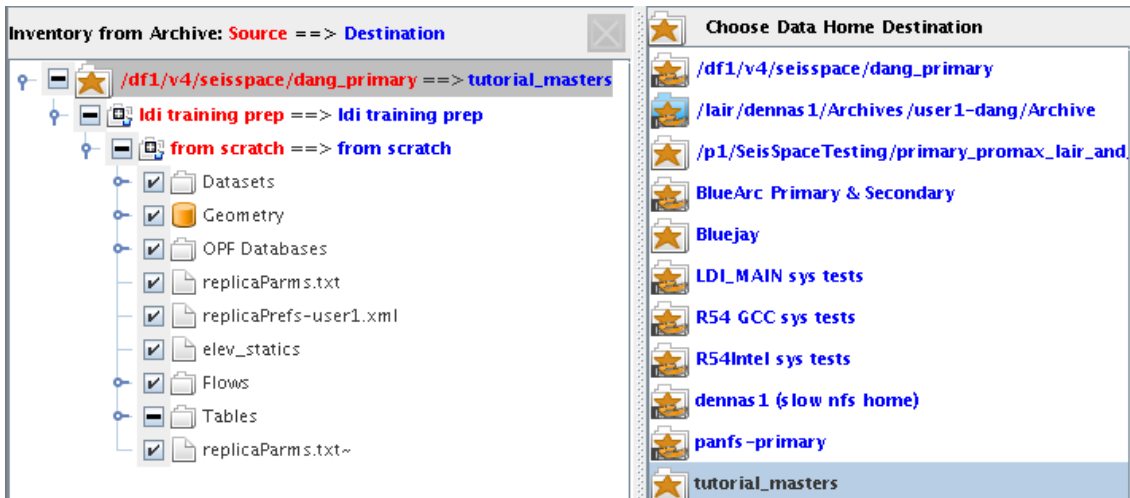 Inventory from Archive: Source ==> Destination
/df1/v4/seisspace/dang_primary ==> tutorial_masters
ldi training prep ==> ldi training prep
from scratch ==> from scratch
Datasets
Geometry
OPF Databases
replicaParms.txt
replicaPrefs-user1.xml
elev_statics
Flows
Tables
replicaParms.txt~
Choose Data Home Destination
/df1/v4/seisspace/dang_primary
/lair/dennas1/Archives/user1-dang/Archive
/p1/SeisSpaceTesting/primary_promax_lair_and_
BlueArc Primary & Secondary
Bluejay
LDI_MAIN sys tests
R54 GCC sys tests
R54Intel sys tests
dennas1 (slow nfs home)
panfs-primary
tutorial_masters